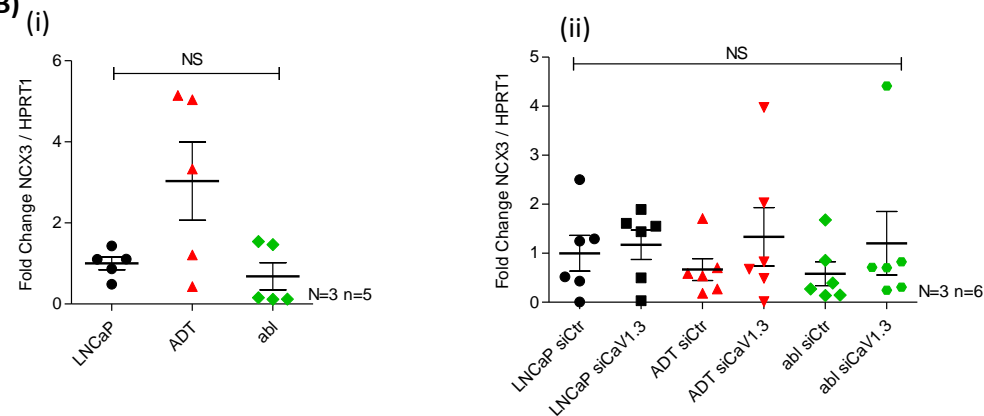 B)
(i)
NS
Fold Change NCX3 / HPRT1
6
4
2
0
LNCaP
ADT
abl
N=3 n=5
(ii)
NS
Fold Change NCX3 / HPRT1
5
4
3
2
1
0
LNCaP siCtr
LNCaP siCaV1.3
ADT siCtr
ADT siCaV1.3
abl siCtr
abl siCaV1.3
N=3 n=6